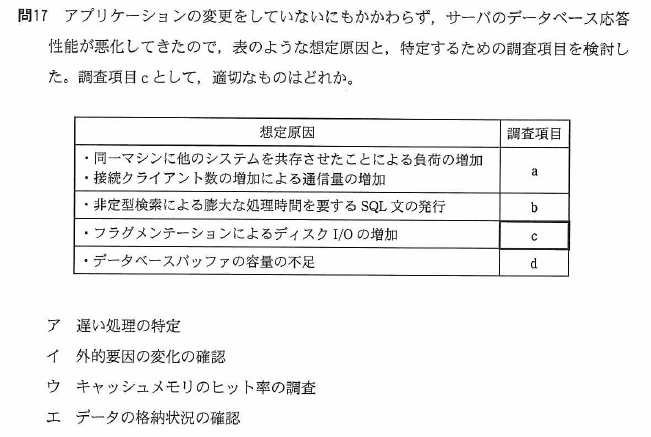 問17 アプリケーションの変更をしていないにもかかわらず，サーバのデータベース応答
性能が悪化してきたので，表のような想定原因と，特定するための調査項目を検討し
た。調査項目 c として，適切なものはどれか。
想定原因 調査項目
・同一マシンに他のシステムを共存させたことによる負荷の増加
・接続クライアント数の増加による通信量の増加
a
・非定型検索による膨大な処理時間を要する SQL 文の発行 b
・フラグメンテーションによるディスク I/O の増加 c
・データベースバッファの容量の不足 d
ア 遅い処理の特定
イ 外的要因の変化の確認
ウ キャッシュメモリのヒット率の調査
エ データの格納状況の確認